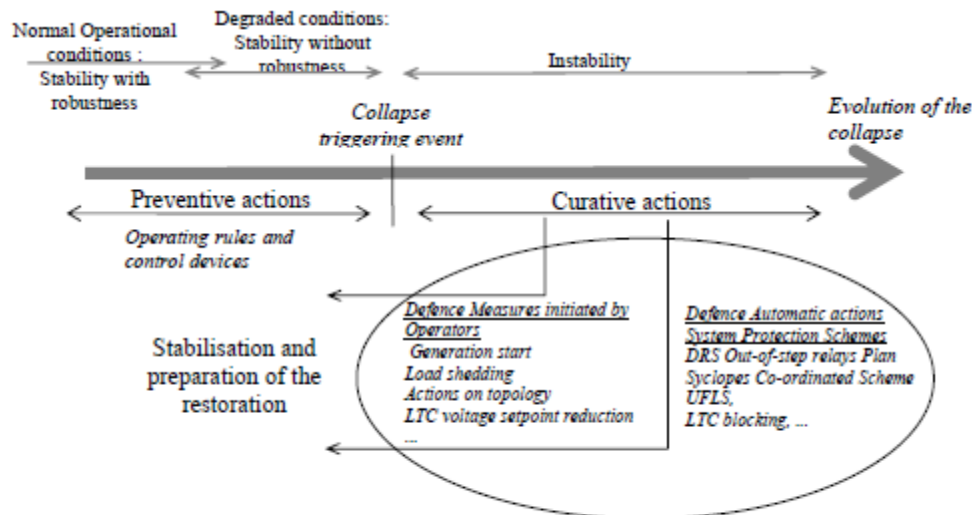 Normal Operational
conditions :
Stability with
robustness
Degraded conditions:
Stability without
robustness
Instability
Collapse
triggering event
Evolution of the
collapse
Preventive actions
Curative actions
Operating rules and
control devices
Stabilisation and
preparation of the
restoration
Defence Measures initiated by
Operators
Generation start
Load shedding
Actions on topology
LTC voltage setpoint reduction
...
Defence Automatic actions
System Protection Schemes
DRS Out-of-step relays Plan
Syclopes Co-ordinated Scheme
UFLS,
LTC blocking, ...